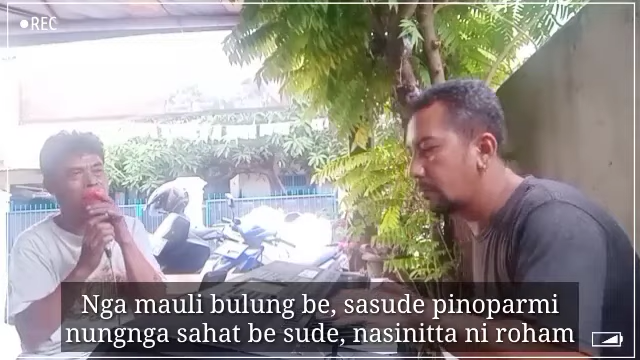 REC
Nga mauli bulung be, sasude pinoparmi
nungnga sahat be sude, nasinitta ni roham